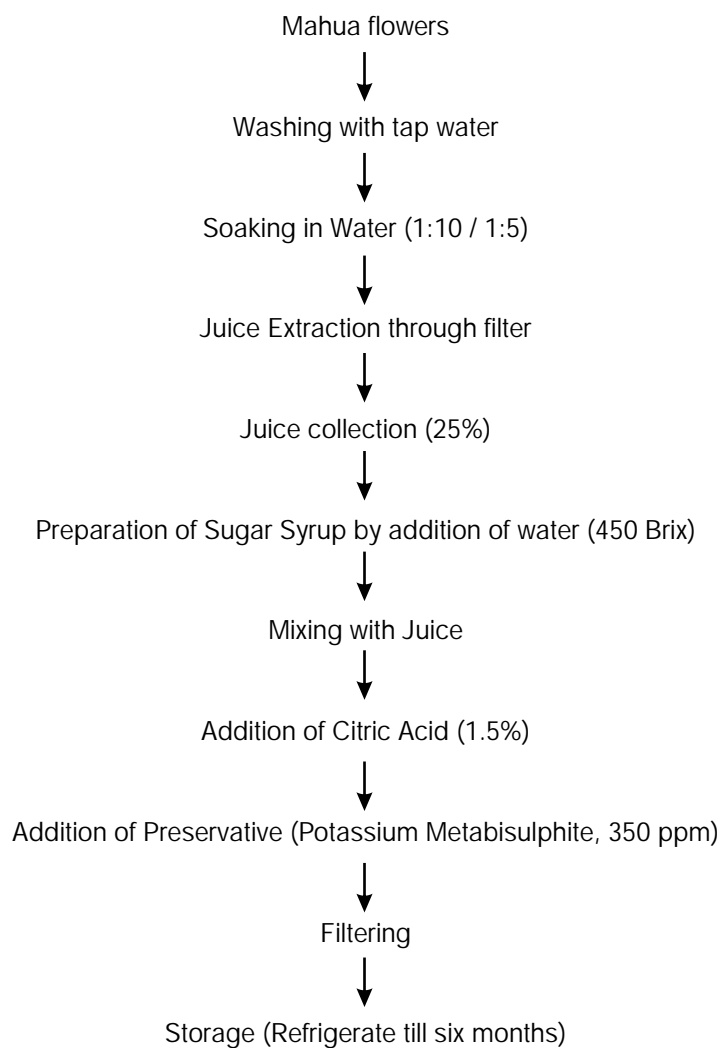 Mahua flowers
Washing with tap water
Soaking in Water (1:10 / 1:5)
Juice Extraction through filter
Juice collection (25%)
Preparation of Sugar Syrup by addition of water (450 Brix)
Mixing with Juice
Addition of Citric Acid (1.5%)
Addition of Preservative (Potassium Metabisulphite, 350 ppm)
Filtering
Storage (Refrigerate till six months)